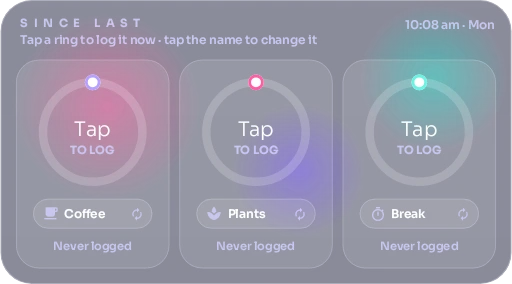 SINCE LAST
10:08 am · Mon
Tap a ring to log it now · tap the name to change it
Tap
TO LOG
Coffee
Never logged
Tap
TO LOG
Plants
Never logged
Tap
TO LOG
Break
Never logged